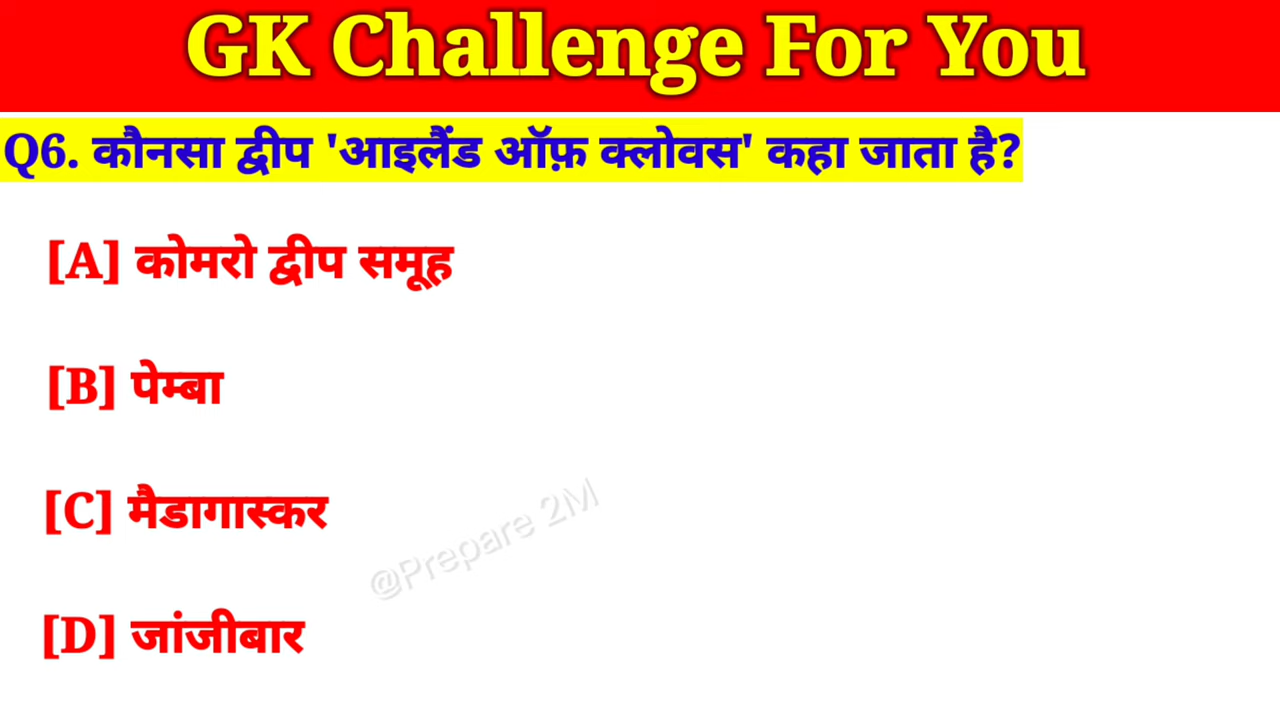 GK Challenge For You
Q6. कौनसा द्वीप 'आइलैंड ऑफ़ क्लोवस' कहा जाता है?
[A] कोमरो द्वीप समूह
[B] पेम्बा
[C] मैडागास्कर
@Prepare 2M
[D] जांजीबार